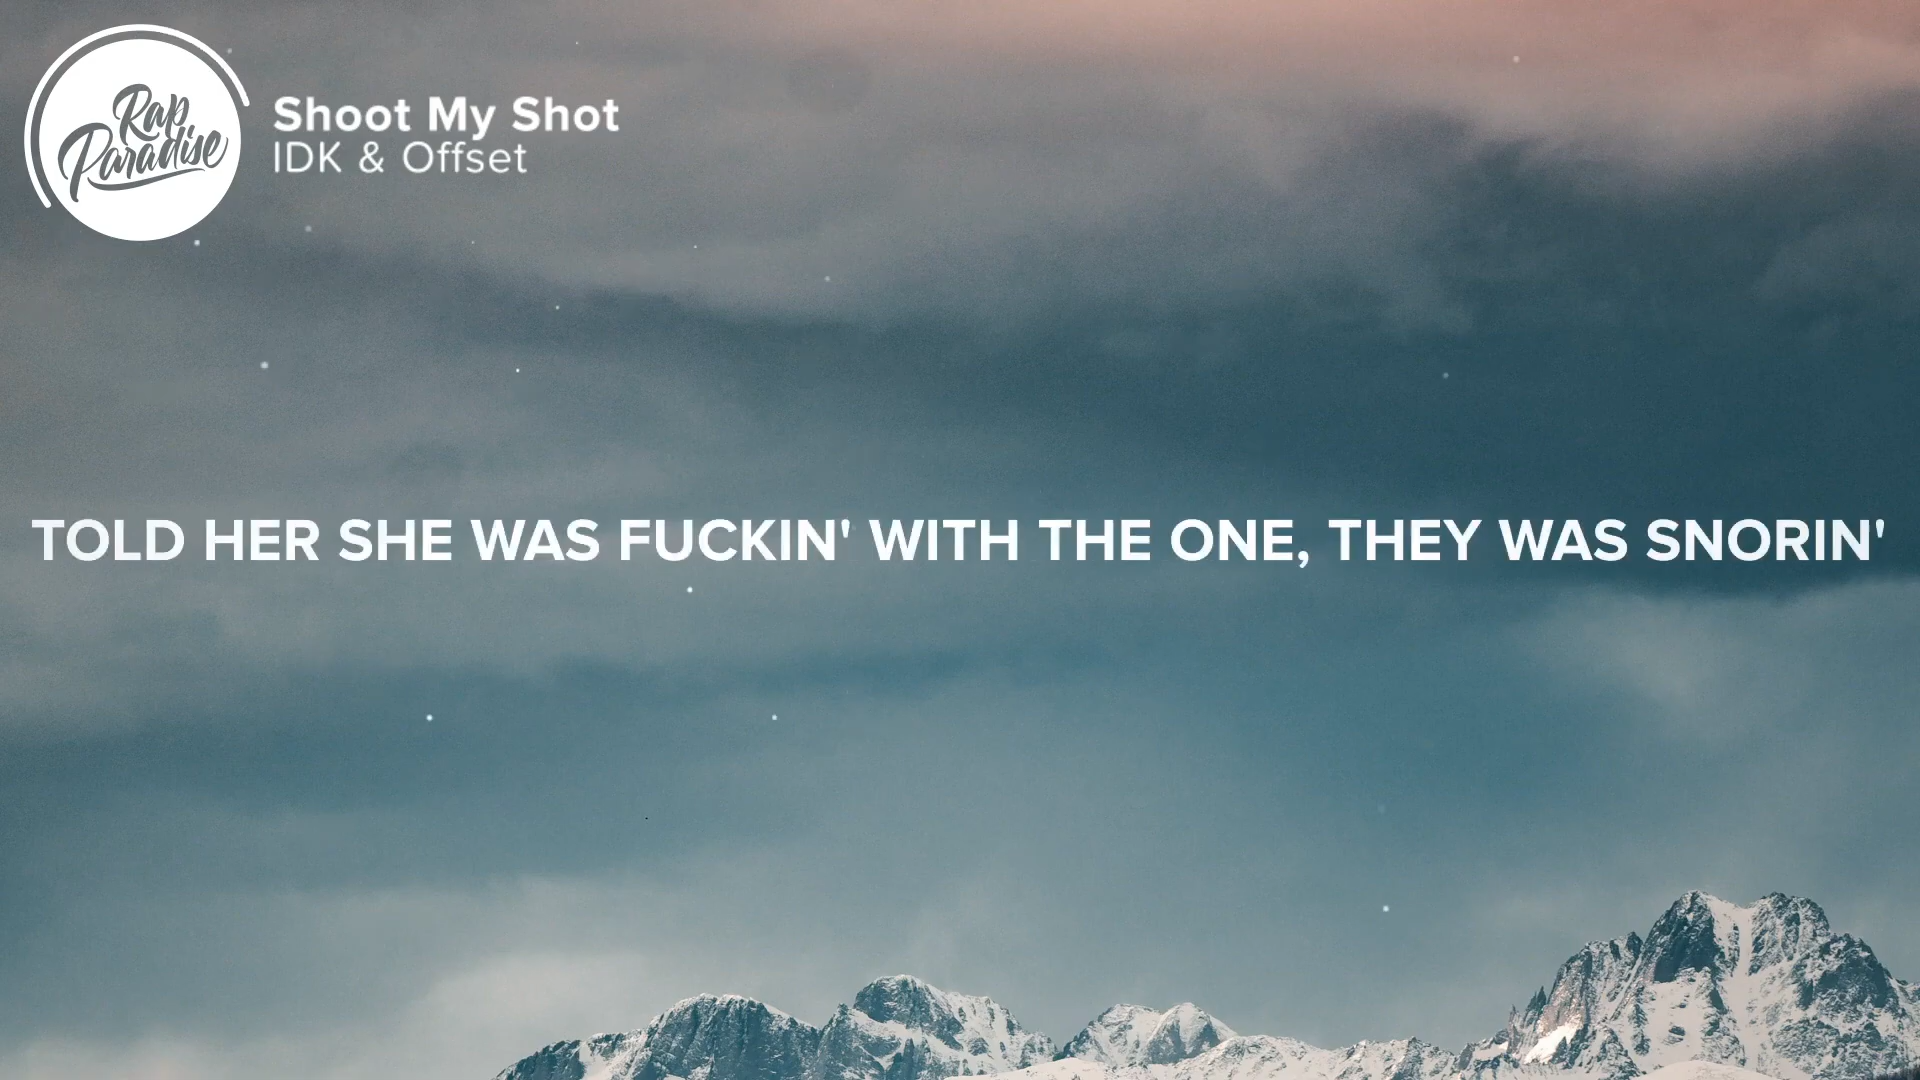 Rap
Paradise
Shoot My Shot
IDK & Offset
TOLD HER SHE WAS FUCKIN' WITH THE ONE, THEY WAS SNORIN'